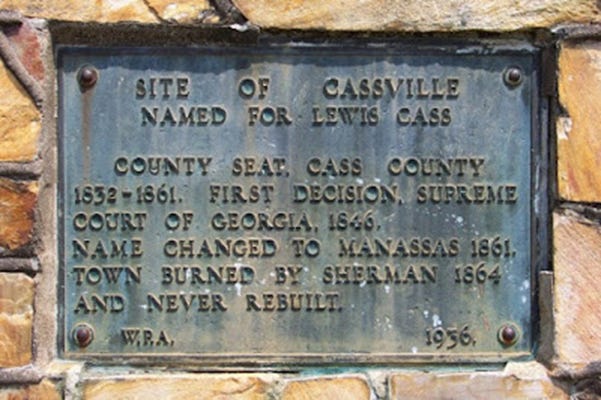 SITE OF CASSVILLE
NAMED FOR LEWIS CASS
COUNTY SEAT, CASS COUNTY
1832-1861. FIRST DECISION, SUPREME
COURT OF GEORGIA, 1846.
NAME CHANGED TO MANASSAS 1861,
TOWN BURNED BY SHERMAN 1864
AND NEVER REBUILT.
W.P.A. 1936.